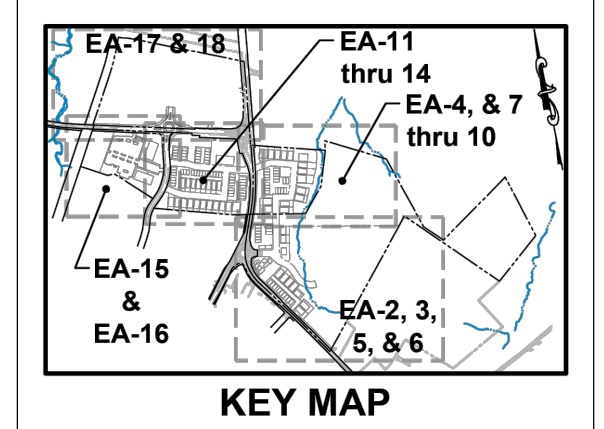 EA-17 & 18
EA-11
thru 14
EA-4, & 7
thru 10
EA-15
&
EA-16
EA-2, 3,
5, & 6
KEY MAP